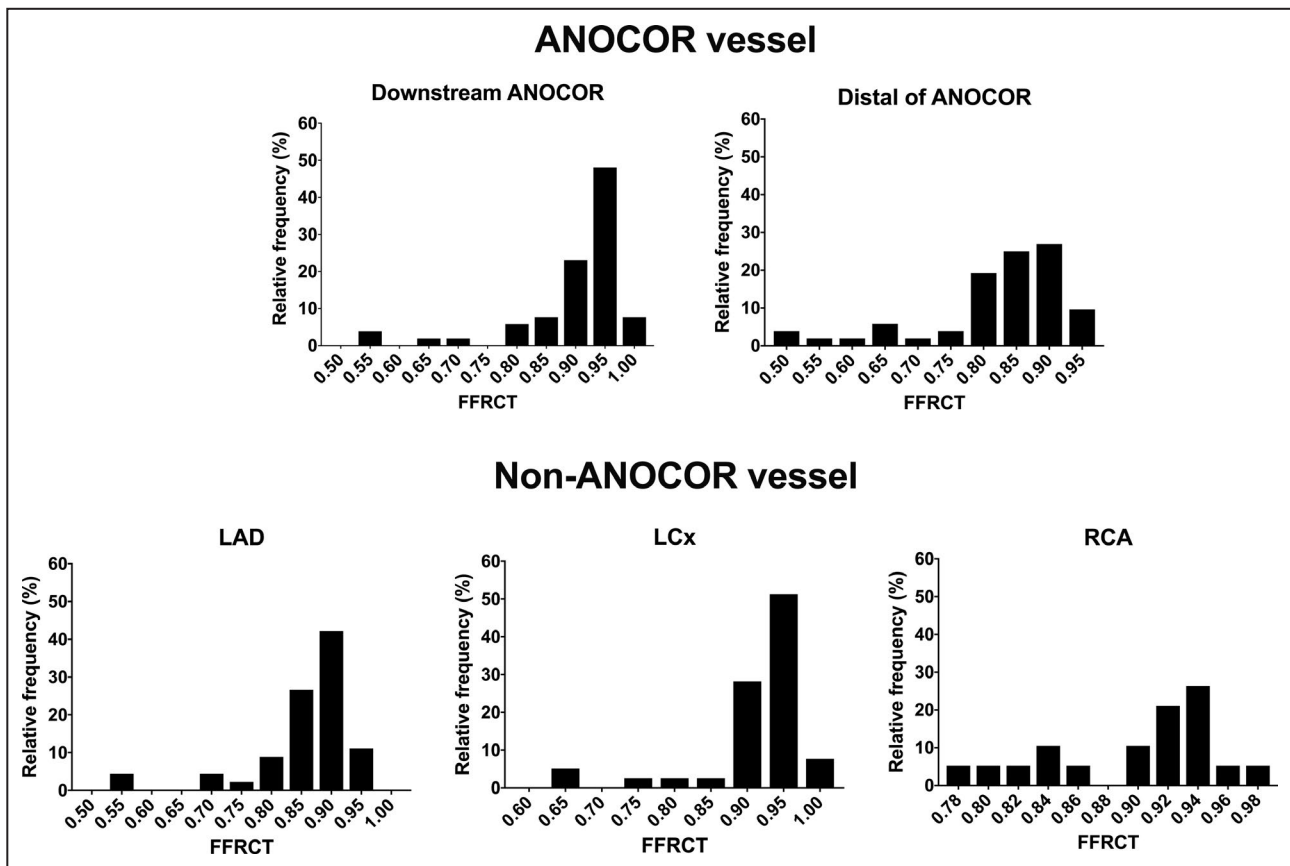 ANOCOR vessel
Downstream ANOCOR
Relative frequency (%)
60
50
40
30
20
10
0
0.50 0.55 0.60 0.65 0.70 0.75 0.80 0.85 0.90 0.95 1.00
FFRCT
Distal of ANOCOR
Relative frequency (%)
60
50
40
30
20
10
0
0.50 0.55 0.60 0.65 0.70 0.75 0.80 0.85 0.90 0.95
FFRCT
Non-ANOCOR vessel
LAD
Relative frequency (%)
60
50
40
30
20
10
0
0.50 0.55 0.60 0.65 0.70 0.75 0.80 0.85 0.90 0.95 1.00
FFRCT
LCx
Relative frequency (%)
60
50
40
30
20
10
0
0.60 0.65 0.70 0.75 0.80 0.85 0.90 0.95 1.00
FFRCT
RCA
Relative frequency (%)
60
50
40
30
20
10
0
0.78 0.80 0.82 0.84 0.86 0.88 0.90 0.92 0.94 0.96 0.98
FFRCT